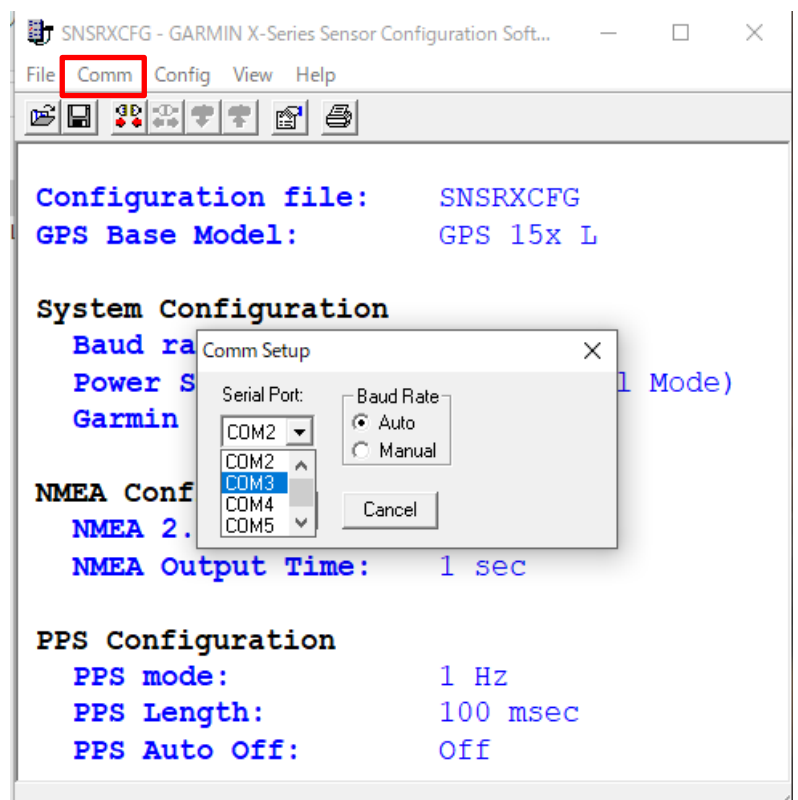 SNSRXCFG - GARMIN X-Series Sensor Configuration Soft...
File Comm Config View Help
Configuration file: SNSRXCFG
GPS Base Model: GPS 15x L
System Configuration
Baud ra
Power S l Mode)
Garmin
Comm Setup
Serial Port:
COM2
COM2
COM3
COM4
COM5
Baud Rate
Auto
Manual
Cancel
NMEA Conf
NMEA 2.
NMEA Output Time: 1 sec
PPS Configuration
PPS mode: 1 Hz
PPS Length: 100 msec
PPS Auto Off: Off